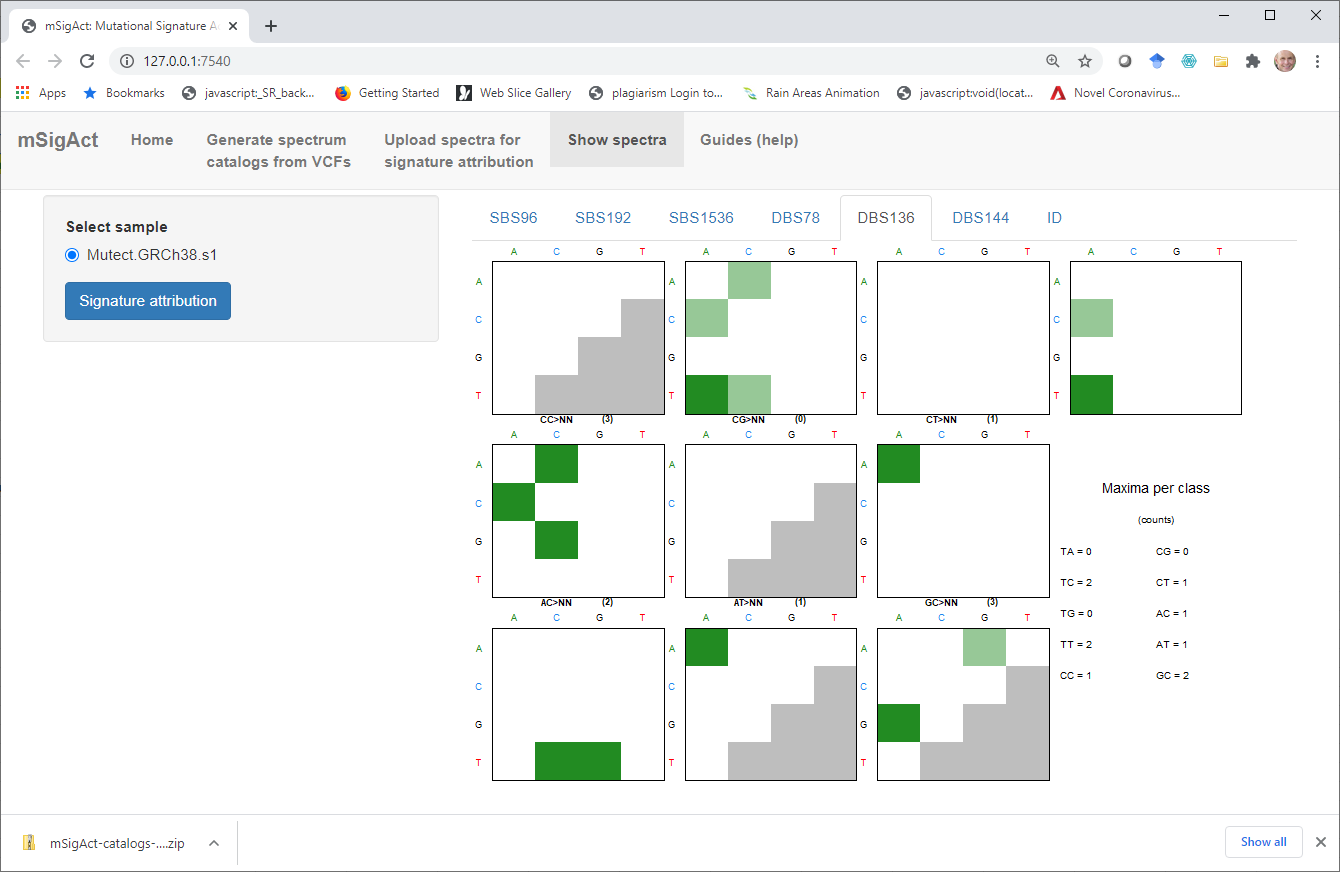 mSigAct: Mutational Signature A
127.0.0.1:7540
Apps Bookmarks javascript:_SR_back... Getting Started Web Slice Gallery plagiarism Login to... Rain Areas Animation javascript:void(locat... Novel Coronavirus...
mSigAct Home Generate spectrum catalogs from VCFs Upload spectra for signature attribution Show spectra Guides (help)
Select sample
Mutect.GRCh38.s1
Signature attribution
SBS96 SBS192 SBS1536 DBS78 DBS136 DBS144 ID
A C G T A C G T A C G T A C G T
A A A A
C C C C
G G G G
T T T T
CC>NN (3) CG>NN (0) CT>NN (1)
A C G T A C G T A C G T
A A A
C C C
G G G
T T T
AC>NN (2) AT>NN (1) GC>NN (3)
A C G T A C G T A C G T
A A A
C C C
G G G
T T T
Maxima per class
(counts)
TA = 0 CG = 0
TC = 2 CT = 1
TG = 0 AC = 1
TT = 2 AT = 1
CC = 1 GC = 2
mSigAct-catalogs-....zip
Show all